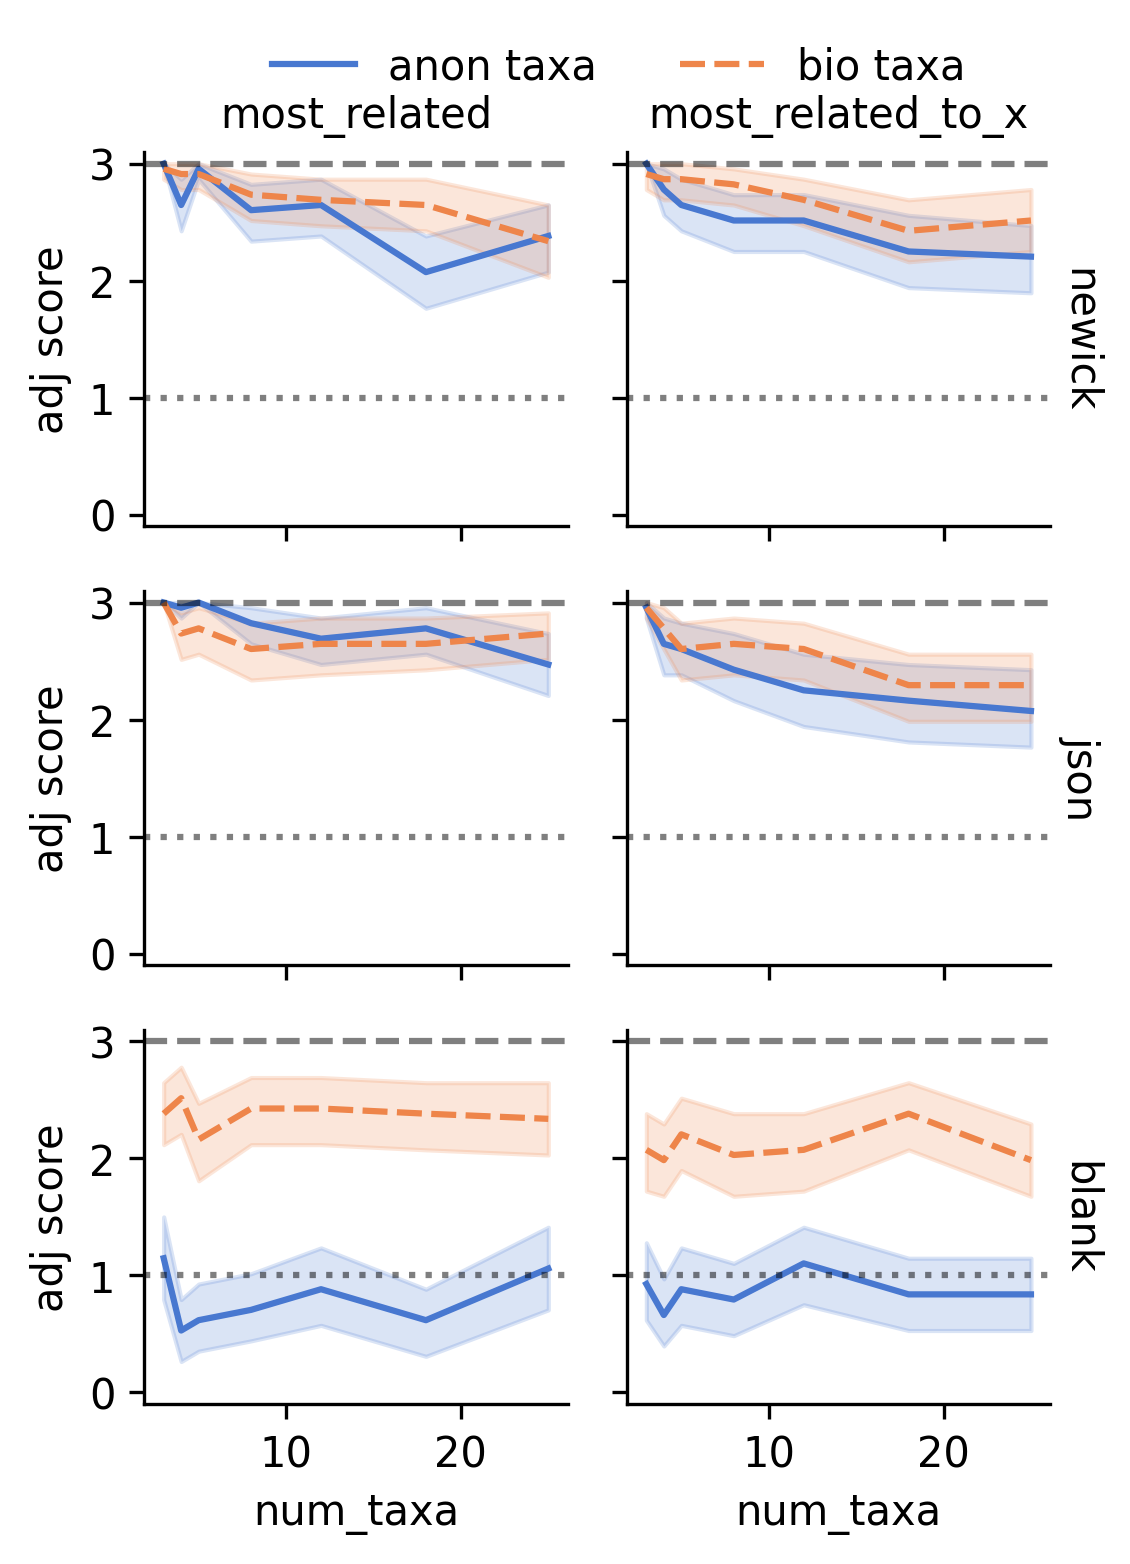 anon taxa bio taxa
most_related most_related_to_x
3
2
1
0
adj score
newick
3
2
1
0
adj score
json
3
2
1
0
adj score
blank
10 20 10 20
num_taxa num_taxa